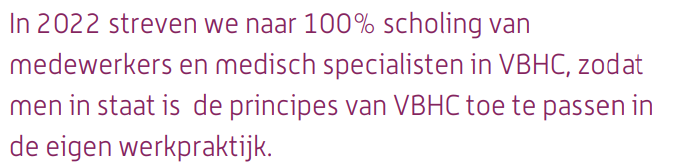 In 2022 streven we naar 100% scholing van
medewerkers en medisch specialisten in VBHC, zodat
men in staat is  de principes van VBHC toe te passen in
de eigen werkpraktijk.